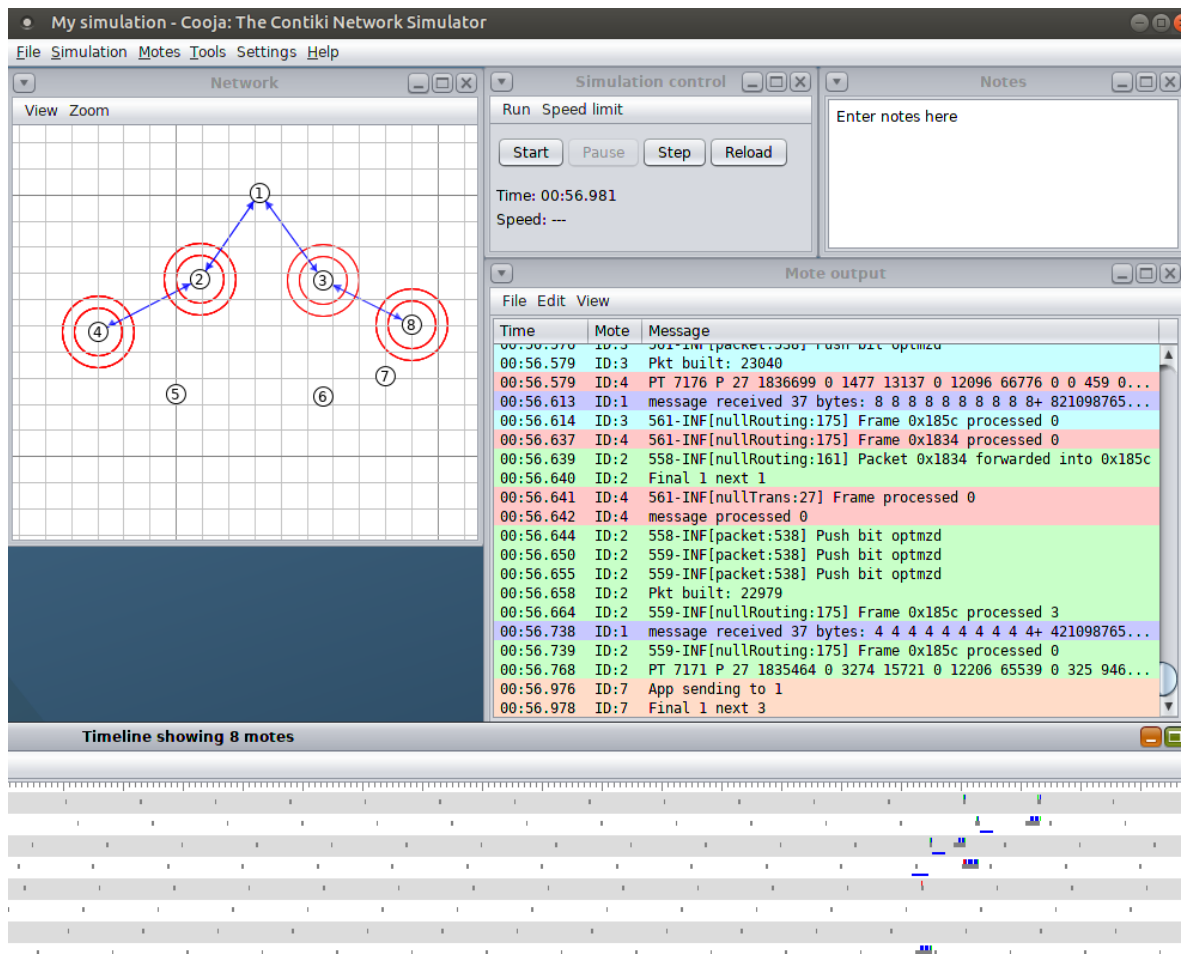 My simulation - Cooja: The Contiki Network Simulator
File Simulation Motes Tools Settings Help
Network
View Zoom
1
2
3
4
8
7
5
6
Simulation control
Run Speed limit
Start Pause Step Reload
Time: 00:56.981
Speed: ---
Notes
Enter notes here
Mote output
File Edit View
Time Mote Message
00:56.579 ID:3 Pkt built: 23040
00:56.579 ID:4 PT 7176 P 27 1836699 0 1477 13137 0 12096 66776 0 0 459 0...
00:56.613 ID:1 message received 37 bytes: 8 8 8 8 8 8 8 8 8 8+ 821098765...
00:56.614 ID:3 561-INF[nullRouting:175] Frame 0x185c processed 0
00:56.637 ID:4 561-INF[nullRouting:175] Frame 0x1834 processed 0
00:56.639 ID:2 558-INF[nullRouting:161] Packet 0x1834 forwarded into 0x185c
00:56.640 ID:2 Final 1 next 1
00:56.641 ID:4 561-INF[nullTrans:27] Frame processed 0
00:56.642 ID:4 message processed 0
00:56.644 ID:2 558-INF[packet:538] Push bit optmzd
00:56.650 ID:2 559-INF[packet:538] Push bit optmzd
00:56.655 ID:2 559-INF[packet:538] Push bit optmzd
00:56.658 ID:2 Pkt built: 22979
00:56.664 ID:2 559-INF[nullRouting:175] Frame 0x185c processed 3
00:56.738 ID:1 message received 37 bytes: 4 4 4 4 4 4 4 4 4 4+ 421098765...
00:56.739 ID:2 559-INF[nullRouting:175] Frame 0x185c processed 0
00:56.768 ID:2 PT 7171 P 27 1835464 0 3274 15721 0 12206 65539 0 325 946...
00:56.976 ID:7 App sending to 1
00:56.978 ID:7 Final 1 next 3
Timeline showing 8 motes